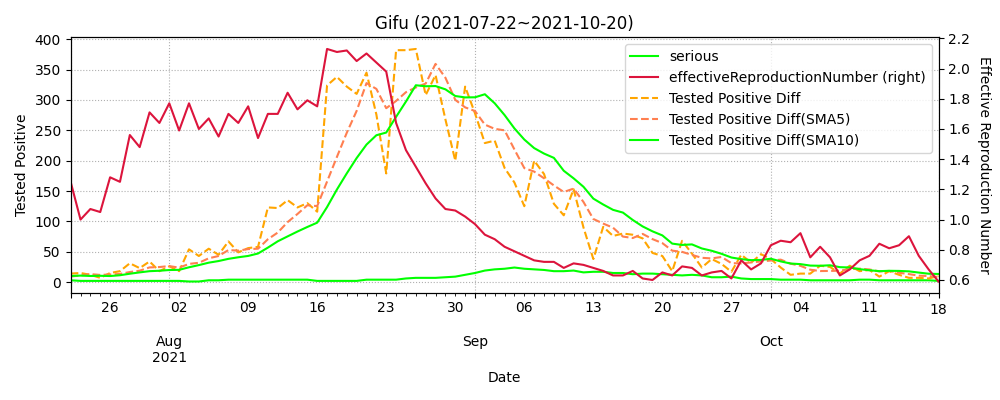 Gifu (2021-07-22~2021-10-20)
Tested Positive
400
350
300
250
200
150
100
50
0
serious
effectiveReproductionNumber (right)
Tested Positive Diff
Tested Positive Diff(SMA5)
Tested Positive Diff(SMA10)
2.2
2.0
1.8
1.6
1.4
1.2
1.0
0.8
0.6
Effective Reproduction Number
26 02 09 16 23 30 06 13 20 27 04 11 18
Aug Sep Oct
2021
Date